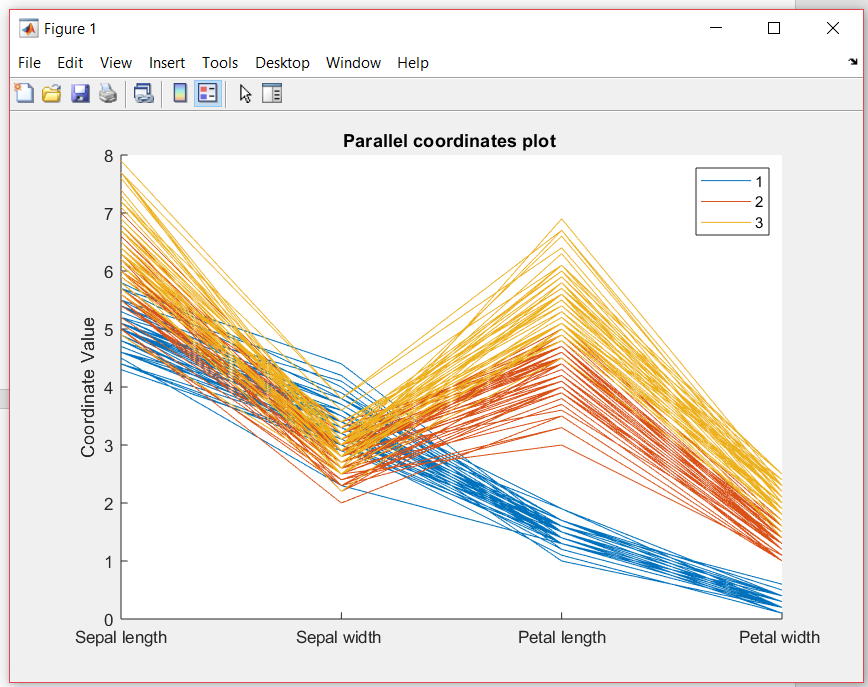 Figure 1
File Edit View Insert Tools Desktop Window Help
Parallel coordinates plot
8
7
6
5
4
3
2
1
0
Coordinate Value
1
2
3
Sepal length Sepal width Petal length Petal width